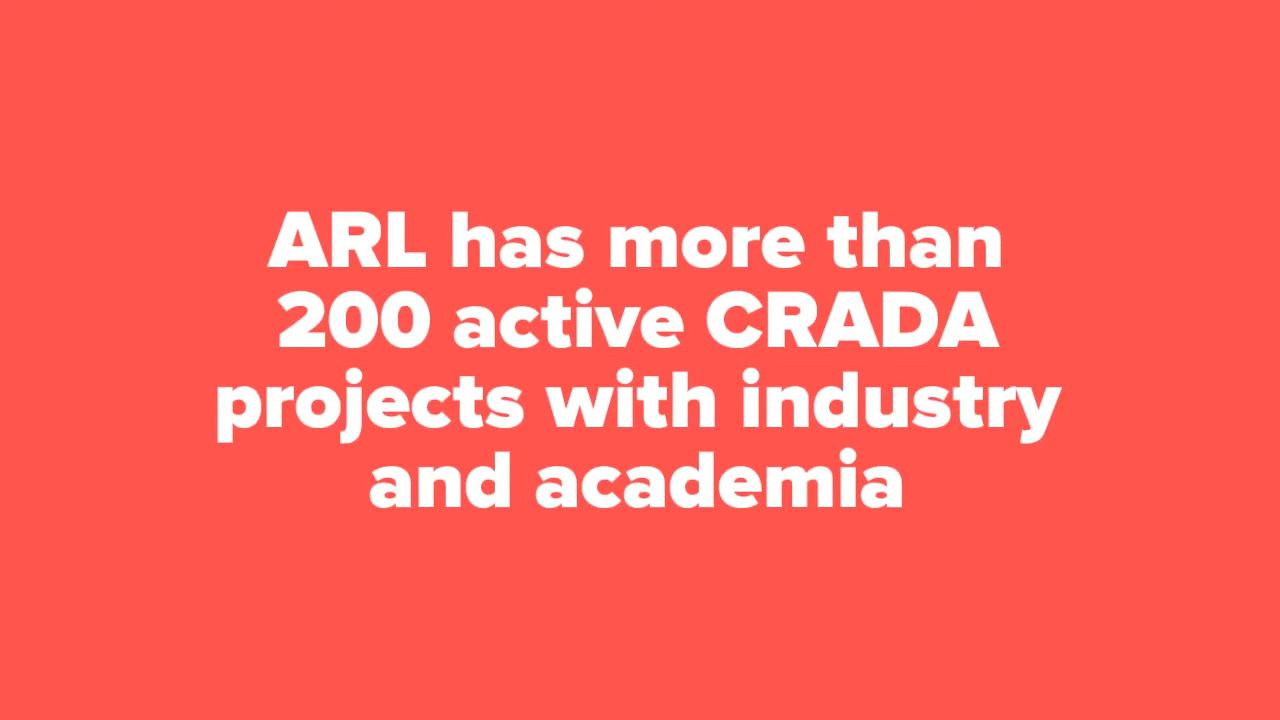 ARL has more than
200 active CRADA
projects with industry
and academia